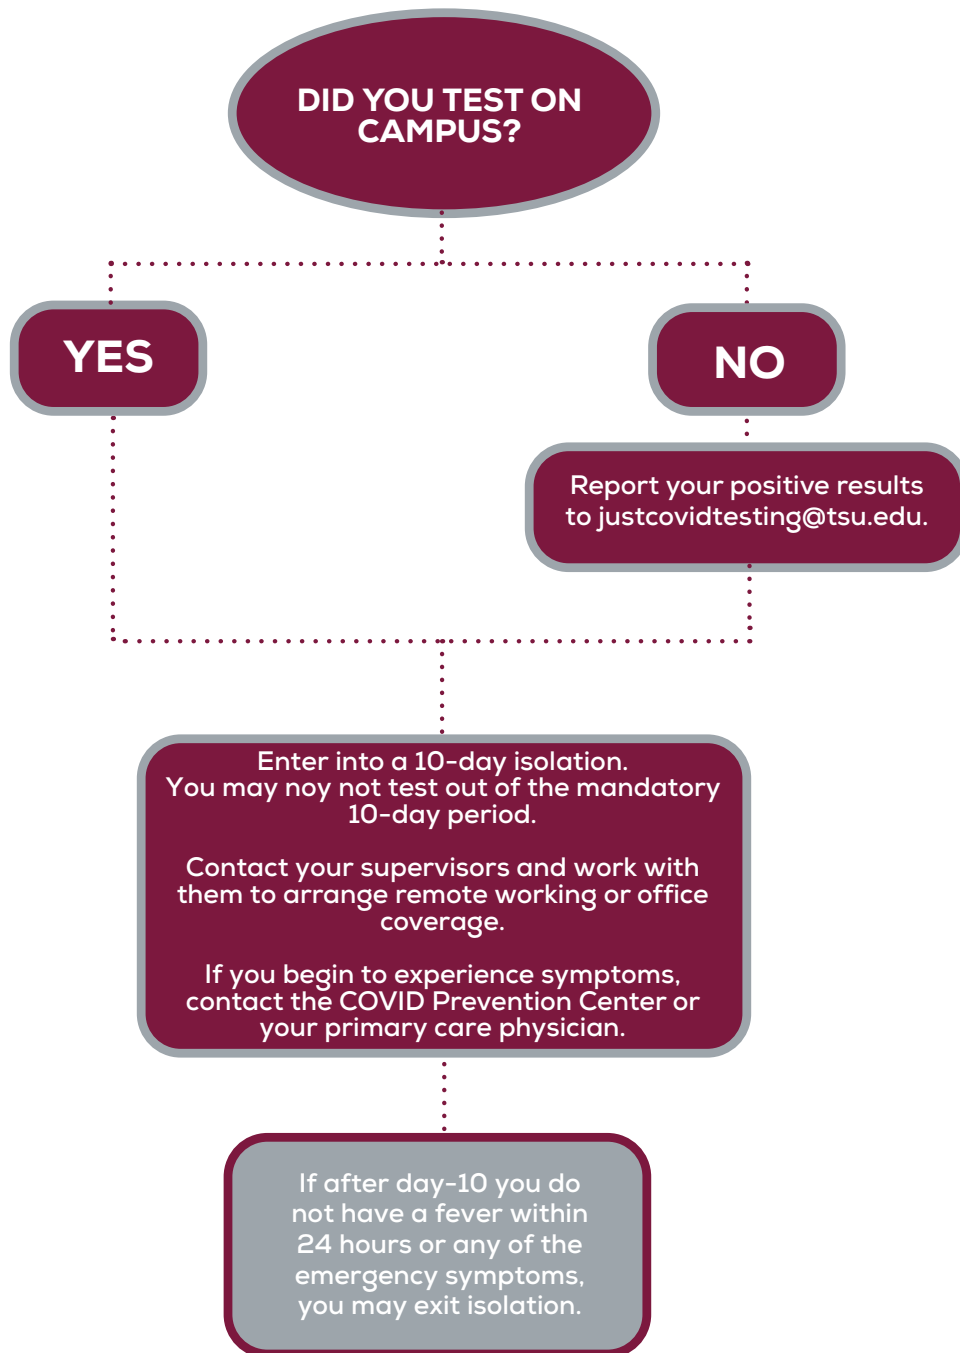 DID YOU TEST ON
CAMPUS?
YES
NO
Report your positive results
to justcovidtesting@tsu.edu.
Enter into a 10-day isolation.
You may noy not test out of the mandatory
10-day period.
Contact your supervisors and work with
them to arrange remote working or office
coverage.
If you begin to experience symptoms,
contact the COVID Prevention Center or
your primary care physician.
If after day-10 you do
not have a fever within
24 hours or any of the
emergency symptoms,
you may exit isolation.